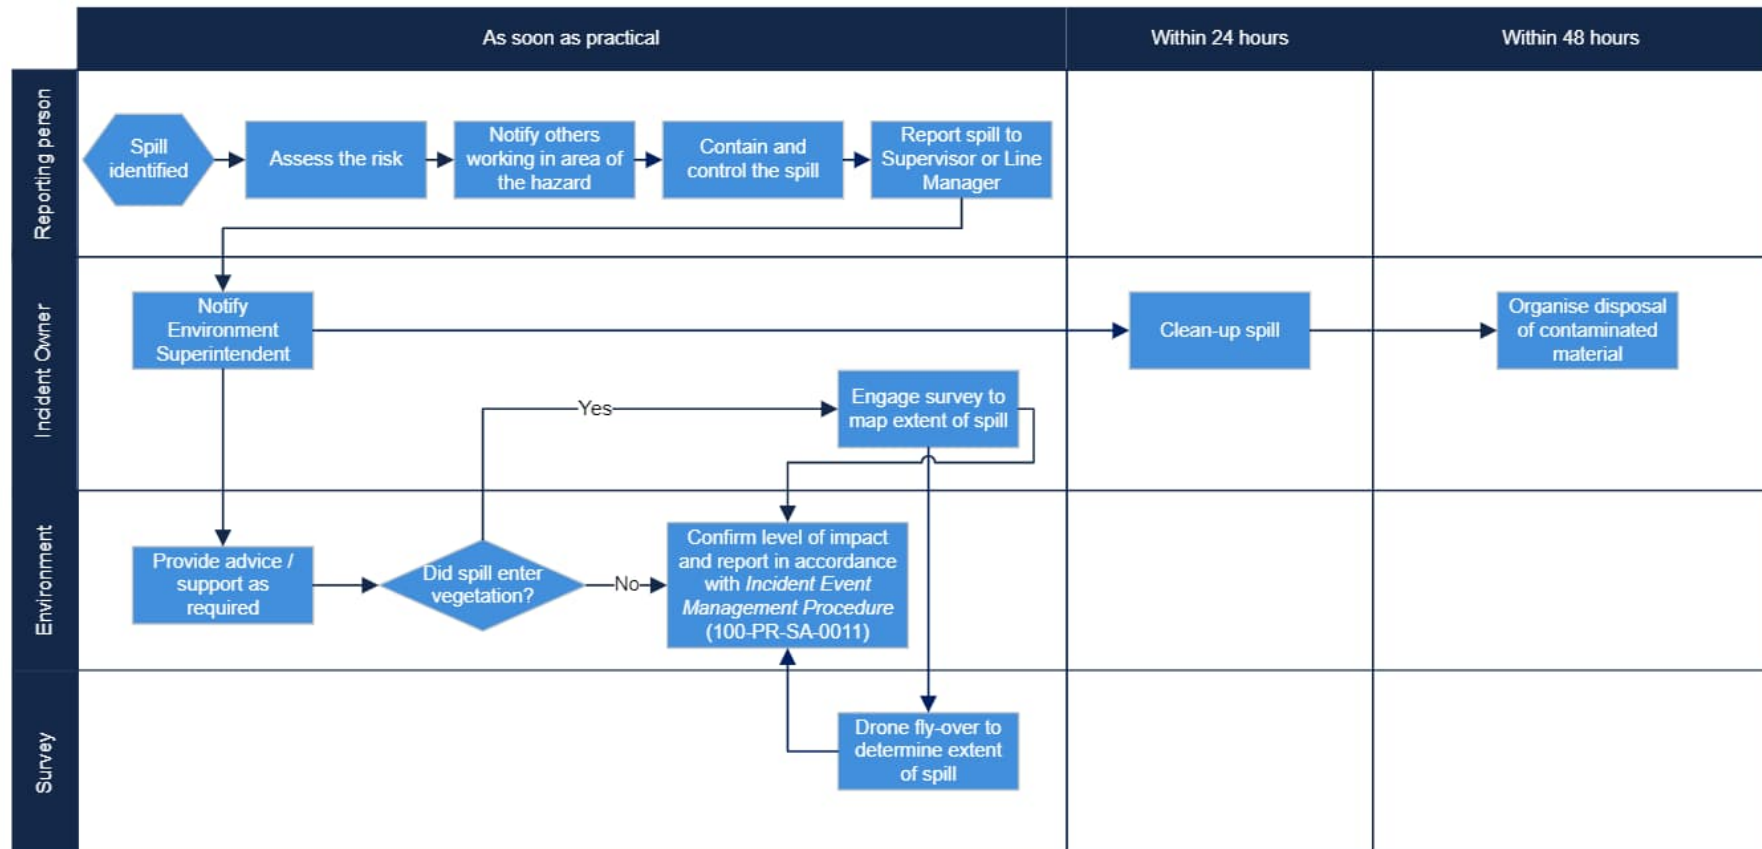 As soon as practical
Within 24 hours
Within 48 hours
Reporting person
Spill
identified
Assess the risk
Notify others
working in area of
the hazard
Contain and
control the spill
Report spill to
Supervisor or Line
Manager
Incident Owner
Notify
Environment
Superintendent
Clean-up spill
Organise disposal
of contaminated
material
Yes
Engage survey to
map extent of spill
Environment
Provide advice /
support as
required
Did spill enter
vegetation?
No
Confirm level of impact
and report in accordance
with Incident Event
Management Procedure
(100-PR-SA-0011)
Survey
Drone fly-over to
determine extent
of spill